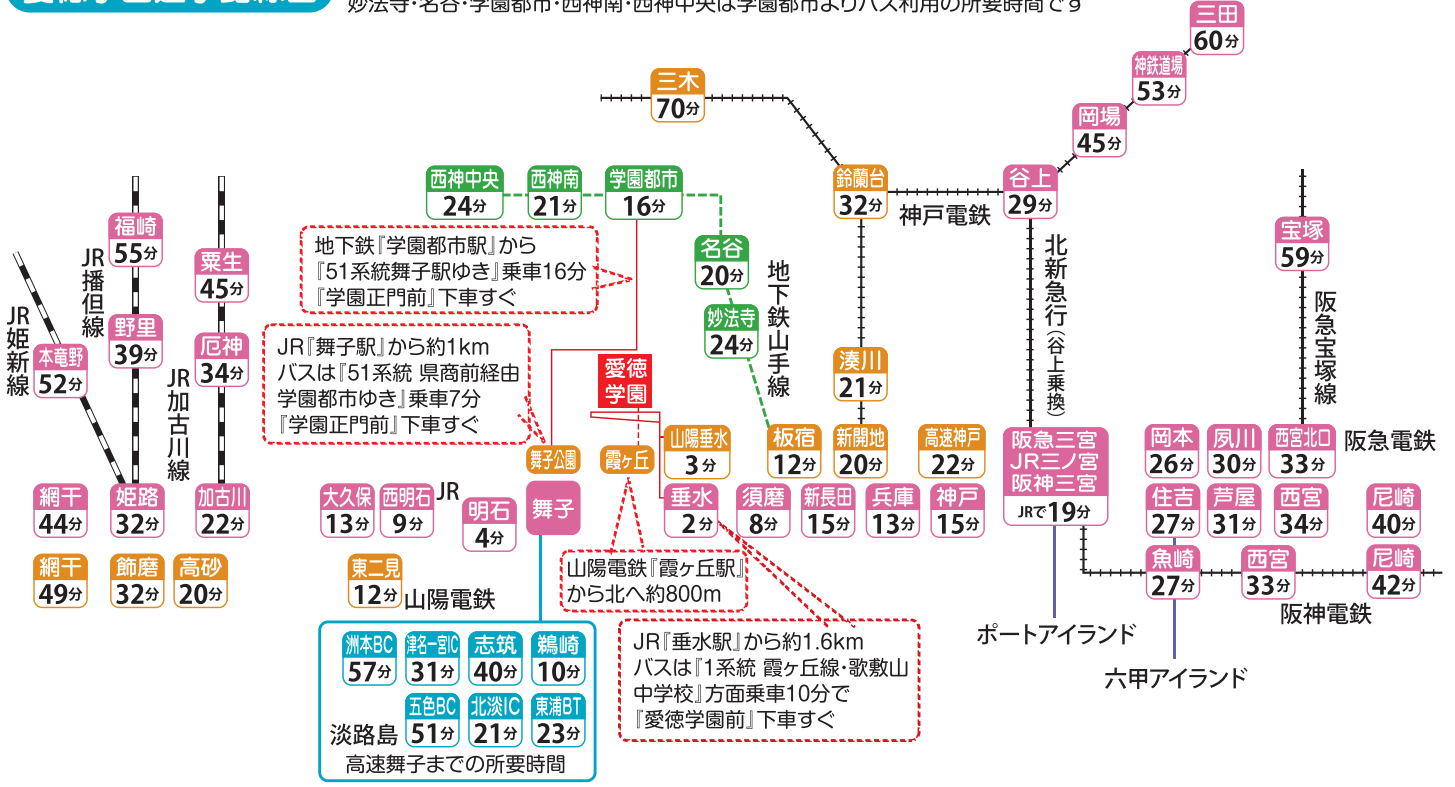 妙法寺・名谷・学園都市・西神南・西神中央は学園都市よりバス利用の所要時間です
三田
60分
神鉄道場
53分
岡場
45分
三木
70分
西神中央
24分
西神南
21分
学園都市
16分
鈴蘭台
32分
神戸電鉄
谷上
29分
福崎
55分
JR播但線
粟生
45分
地下鉄『学園都市駅』から
『51系統舞子駅ゆき』乗車16分
『学園正門前』下車すぐ
名谷
20分
地下鉄山手線
妙法寺
24分
北新急行(谷上乗換)
宝塚
59分
阪急宝塚線
JR姫新線
本竜野
52分
野里
39分
JR加古川線
厄神
34分
JR『舞子駅』から約1km
バスは『51系統 県商前経由
学園都市ゆき』乗車7分
『学園正門前』下車すぐ
愛徳
学園
湊川
21分
舞子公園
霞ヶ丘
山陽垂水
3分
板宿
12分
新開地
20分
高速神戸
22分
阪急三宮
JR三ノ宮
阪神三宮
JRで19分
岡本
26分
夙川
30分
西宮北口
33分
阪急電鉄
網干
44分
姫路
32分
加古川
22分
大久保
13分
西明石
9分
JR
明石
4分
舞子
垂水
2分
須磨
8分
新長田
15分
兵庫
13分
神戸
15分
住吉
27分
芦屋
31分
西宮
34分
尼崎
40分
網干
49分
飾磨
32分
高砂
20分
東二見
12分
山陽電鉄
山陽電鉄『霞ヶ丘駅』
から北へ約800m
魚崎
27分
西宮
33分
尼崎
42分
阪神電鉄
ポートアイランド
六甲アイランド
洲本BC
57分
津名一宮IC
31分
志筑
40分
鵜崎
10分
淡路島
五色BC
51分
北淡IC
21分
東浦BT
23分
高速舞子までの所要時間
JR『垂水駅』から約1.6km
バスは『1系統 霞ヶ丘線・歌敷山
中学校』方面乗車10分で
『愛徳学園前』下車すぐ